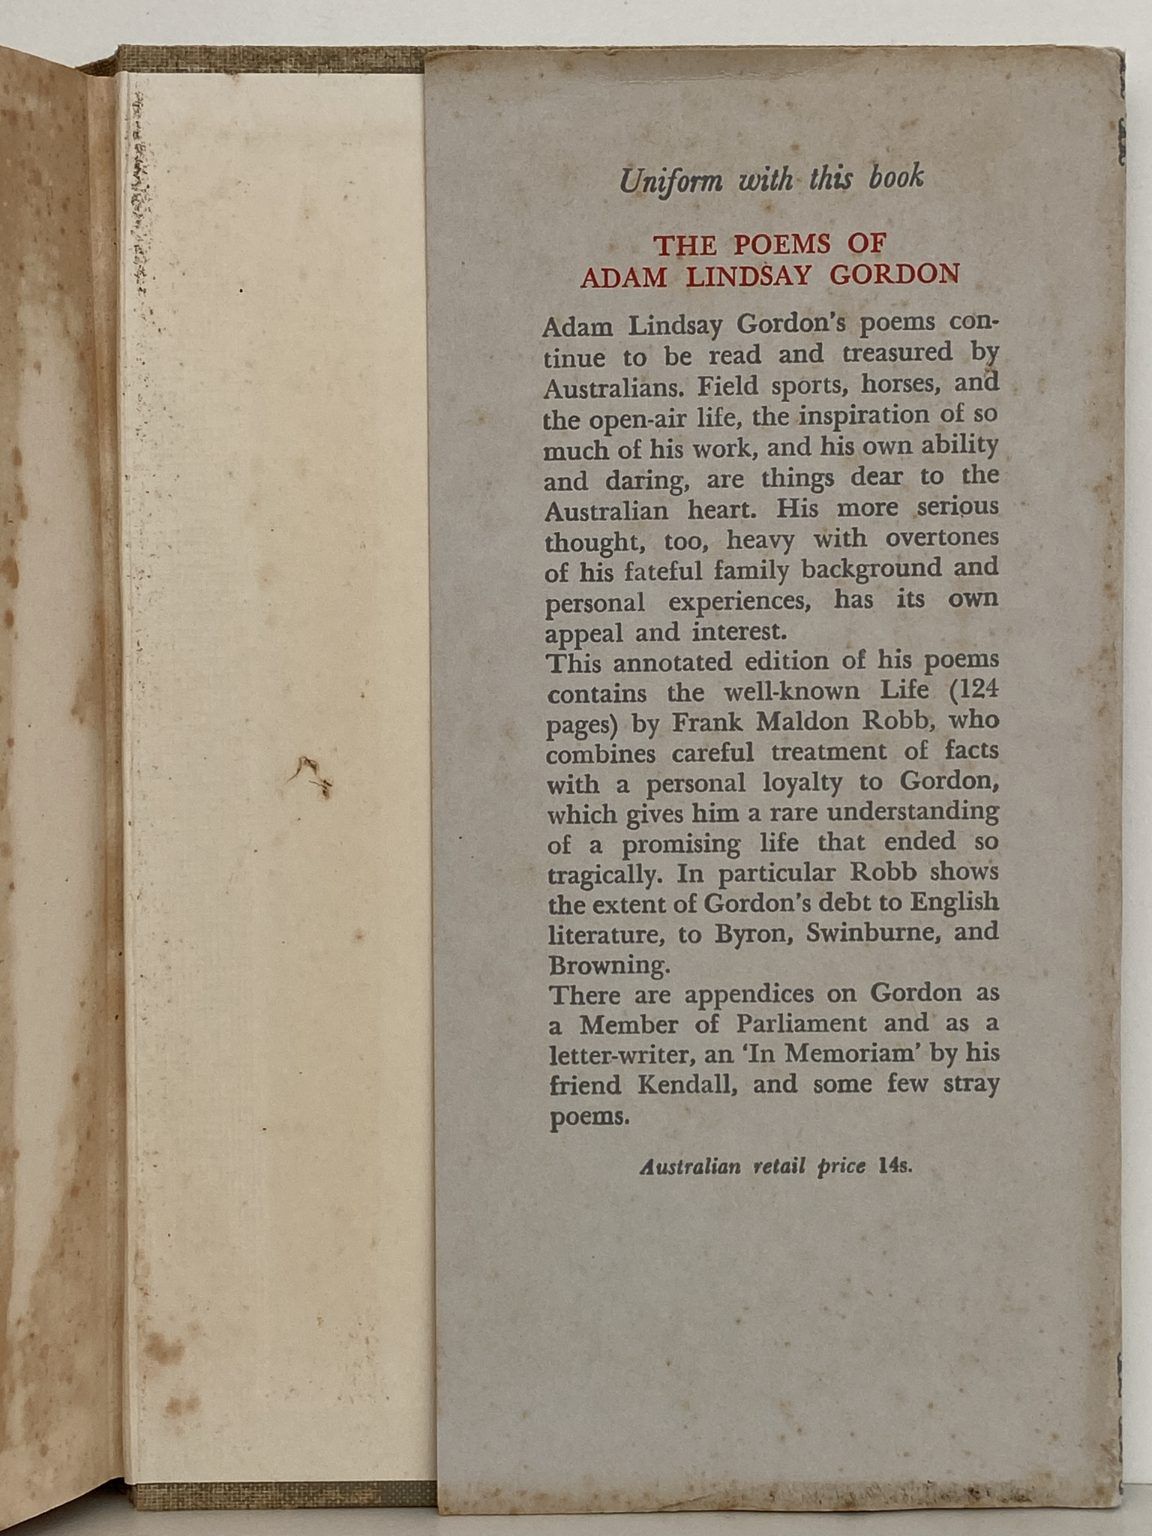 Uniform with this book
THE POEMS OF
ADAM LINDSAY GORDON
Adam Lindsay Gordon's poems con-
tinue to be read and treasured by
Australians. Field sports, horses, and
the open-air life, the inspiration of so
much of his work, and his own ability
and daring, are things dear to the
Australian heart. His more serious
thought, too, heavy with overtones
of his fateful family background and
personal experiences, has its own
appeal and interest.
This annotated edition of his poems
contains the well-known Life (124
pages) by Frank Maldon Robb, who
combines careful treatment of facts
with a personal loyalty to Gordon,
which gives him a rare understanding
of a promising life that ended so
tragically. In particular Robb shows
the extent of Gordon's debt to English
literature, to Byron, Swinburne, and
Browning.
There are appendices on Gordon as
a Member of Parliament and as a
letter-writer, an ‘In Memoriam’ by his
friend Kendall, and some few stray
poems.
Australian retail price 14s.